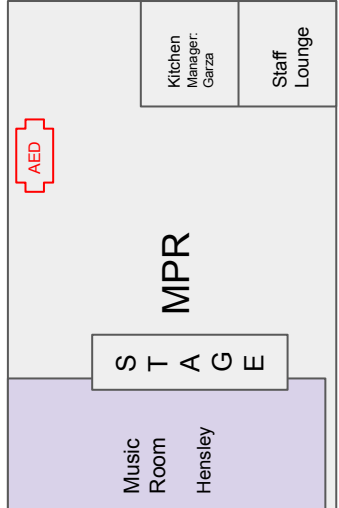 Kitchen
Manager:
Garza
Staff
Lounge
AED
MPR
S
T
A
G
E
Music
Room
Hensley